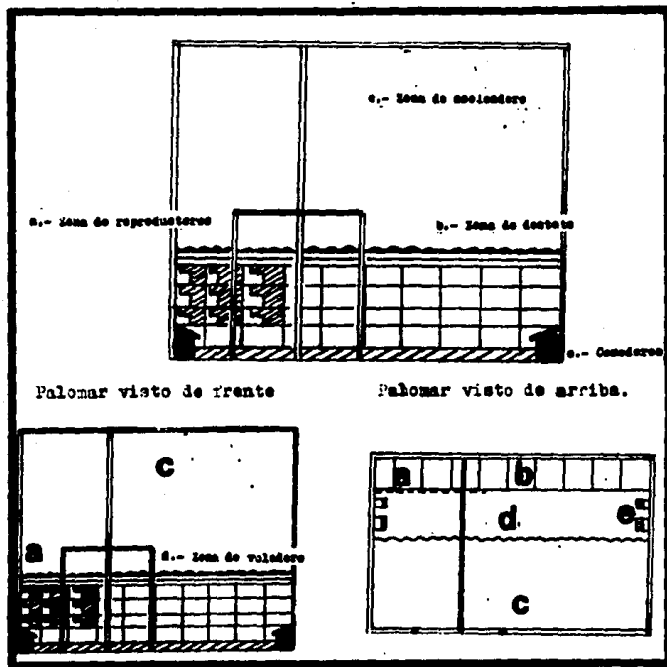 c.- Zona de asoleadero
a.- Zona de reproductores
b.- Zona de destete
e.- Comederos
Palomar visto de frente
Palomar visto de arriba.
c
a
d.- Zona de voladero
a
b
d
e
c